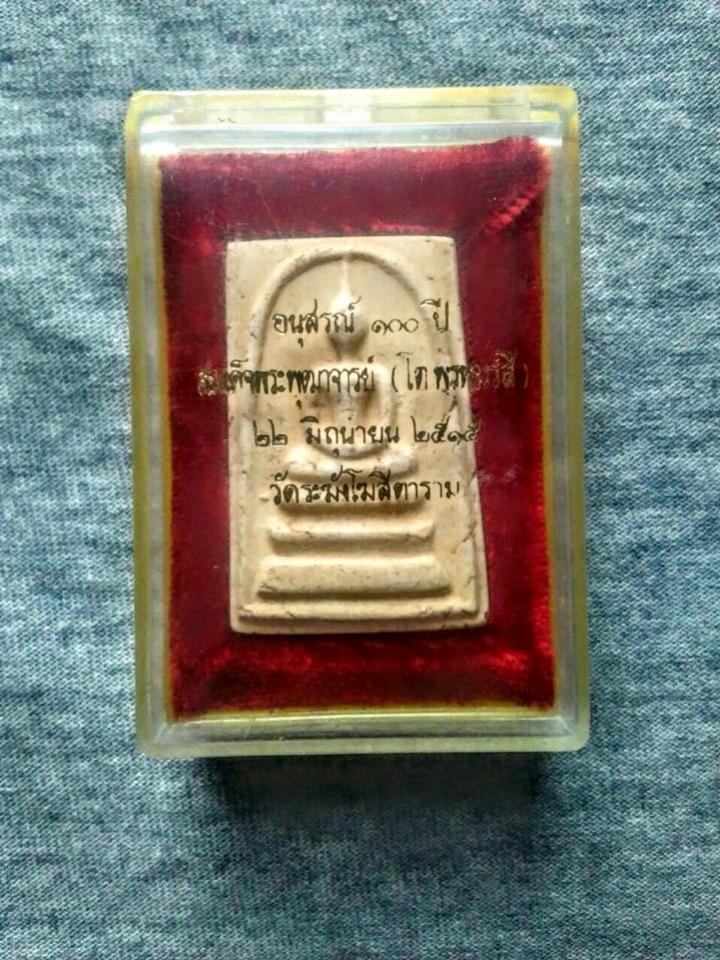 อนุสรณ์ ๑๐๐ ปี
สมเด็จพระพุฒาจารย์ (โต พรหมรังสี)
๒๒ มิถุนายน ๒๕๑๕
วัดระฆังโฆสิตาราม